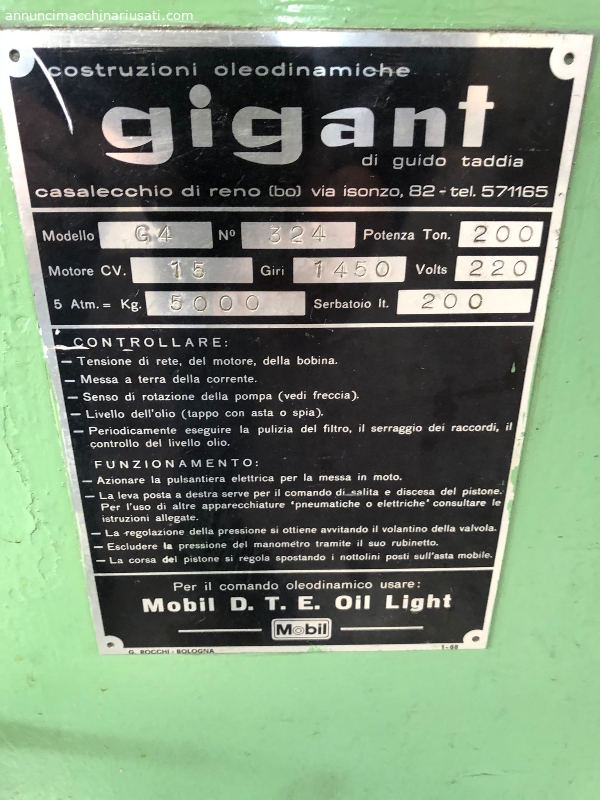 annuncimacchinariusati.com
costruzioni oleodinamiche
gigant
di guido taddia
casalecchio di reno (bo) via isonzo, 82 - tel. 571165
Modello G4 N° 324 Potenza Ton. 200
Motore CV. 15 Giri 1450 Volts 220
5 Atm. = Kg. 5000 Serbatoio lt. 200
CONTROLLARE:
— Tensione di rete, del motore, della bobina.
— Messa a terra della corrente.
— Senso di rotazione della pompa (vedi freccia).
— Livello dell'olio (tappo con asta o spia).
— Periodicamente eseguire la pulizia del filtro, il serraggio dei raccordi, il
controllo del livello olio.
FUNZIONAMENTO:
— Azionare la pulsantiera elettrica per la messa in moto.
— La leva posta a destra serve per il comando di salita e discesa del pistone.
Per l'uso di altre apparecchiature 'pneumatiche o elettriche' consultare le
istruzioni allegate.
— La regolazione della pressione si ottiene avvitando il volantino della valvola.
— Escludere la pressione del manometro tramite il suo rubinetto.
— La corsa del pistone si regola spostando i nottolini posti sull'asta mobile.
Per il comando oleodinamico usare:
Mobil D. T. E. Oil Light
Mobil
G. BOCCHI - BOLOGNA 1-68